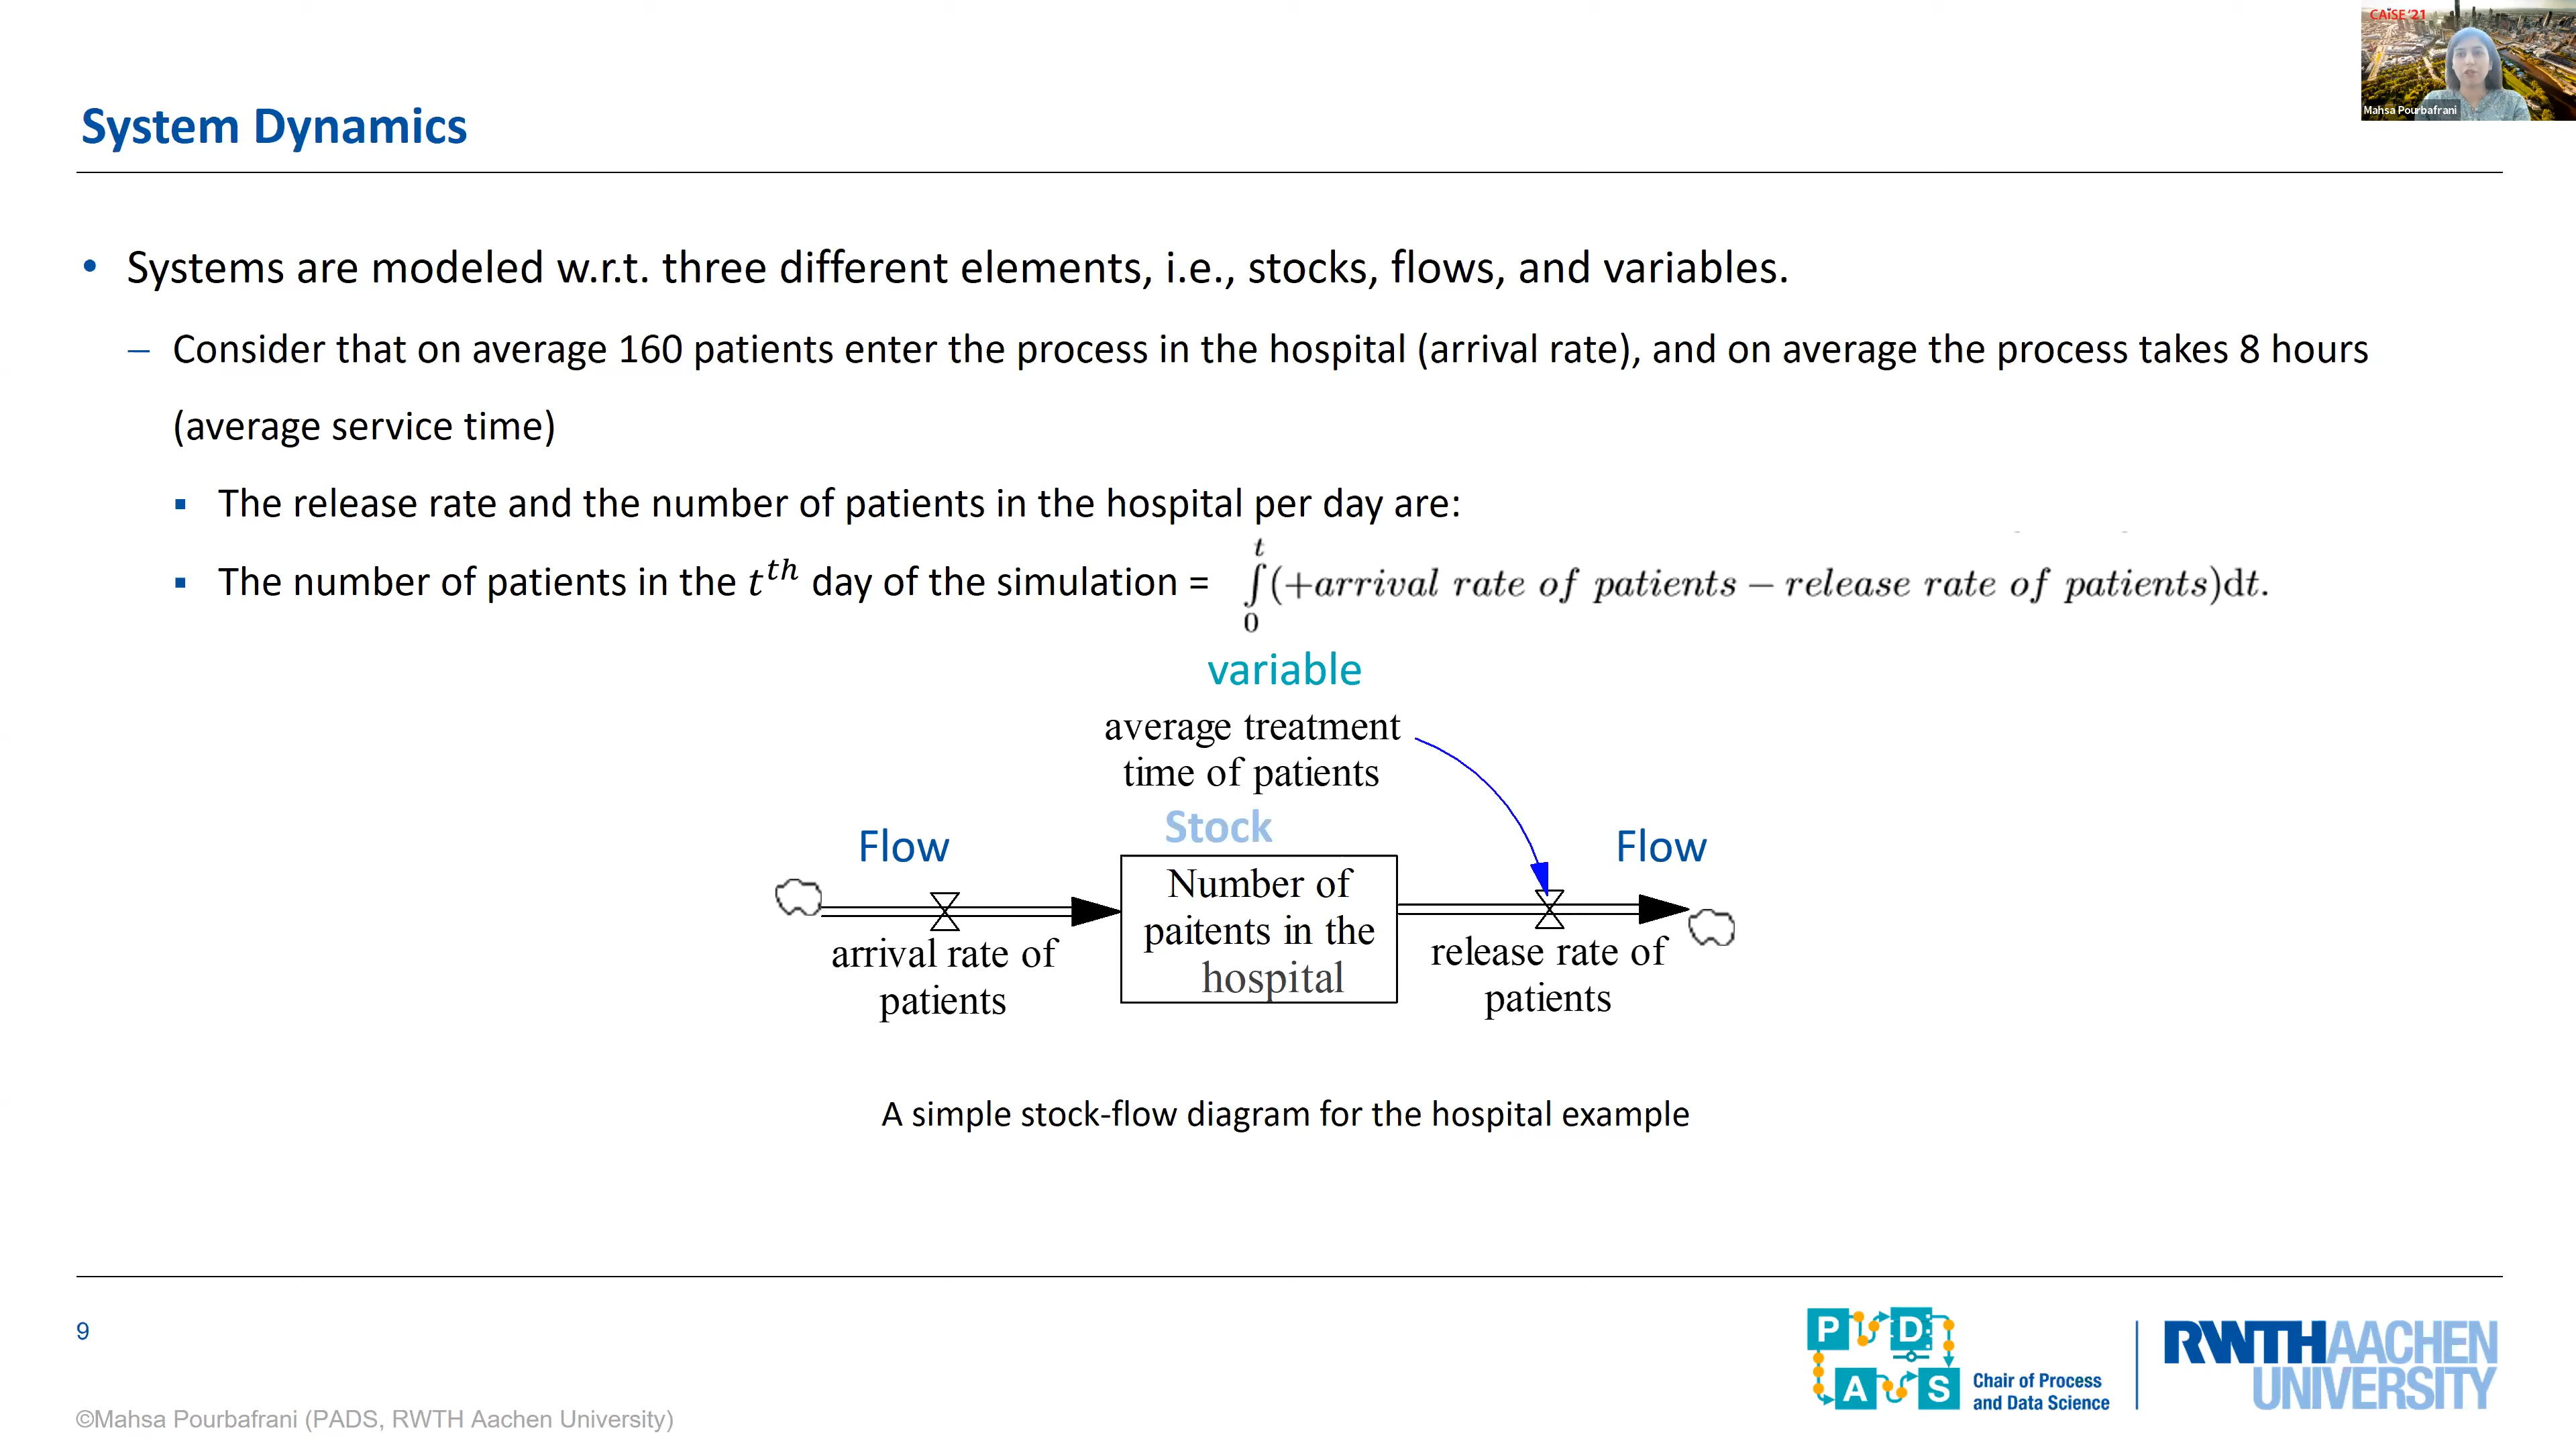 CAiSE '21
Mahsa Pourbafrani
System Dynamics
• Systems are modeled w.r.t. three different elements, i.e., stocks, flows, and variables.
– Consider that on average 160 patients enter the process in the hospital (arrival rate), and on average the process takes 8 hours
(average service time)
▪ The release rate and the number of patients in the hospital per day are:
▪ The number of patients in the t^{th} day of the simulation = \int_0^t (+arrival rate of patients − release rate of patients)dt.
variable
average treatment
time of patients
Stock
Flow
Flow
Number of
paitents in the
hospital
arrival rate of
patients
release rate of
patients
A simple stock-flow diagram for the hospital example
9
P D
A S
Chair of Process
and Data Science
RWTH AACHEN
UNIVERSITY
©Mahsa Pourbafrani (PADS, RWTH Aachen University)